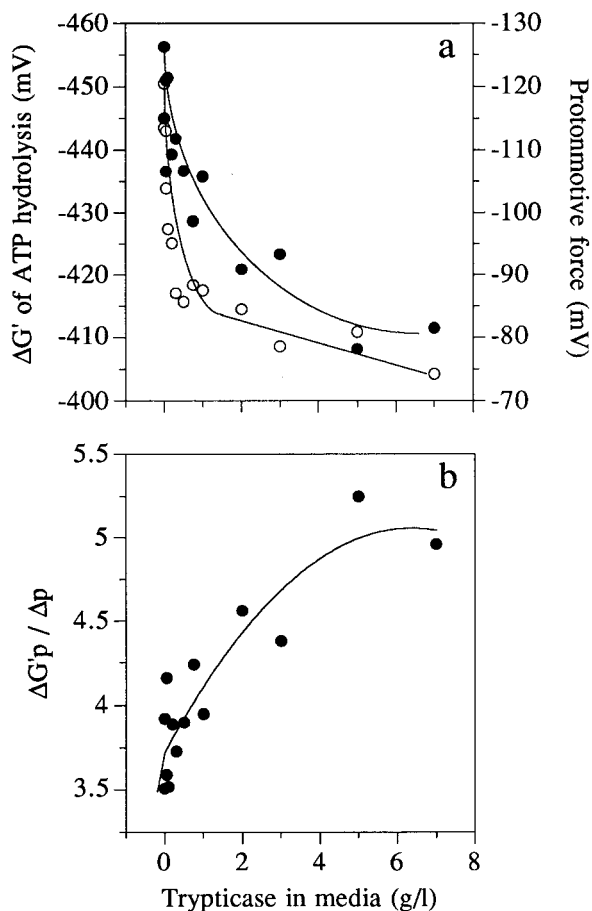 a
ΔG' of ATP hydrolysis (mV)
-460
-450
-440
-430
-420
-410
-400
-130
-120
-110
-100
-90
-80
-70
Protonmotive force (mV)
b
ΔG'p / Δp
5.5
5
4.5
4
3.5
0 2 4 6 8
Trypticase in media (g/l)